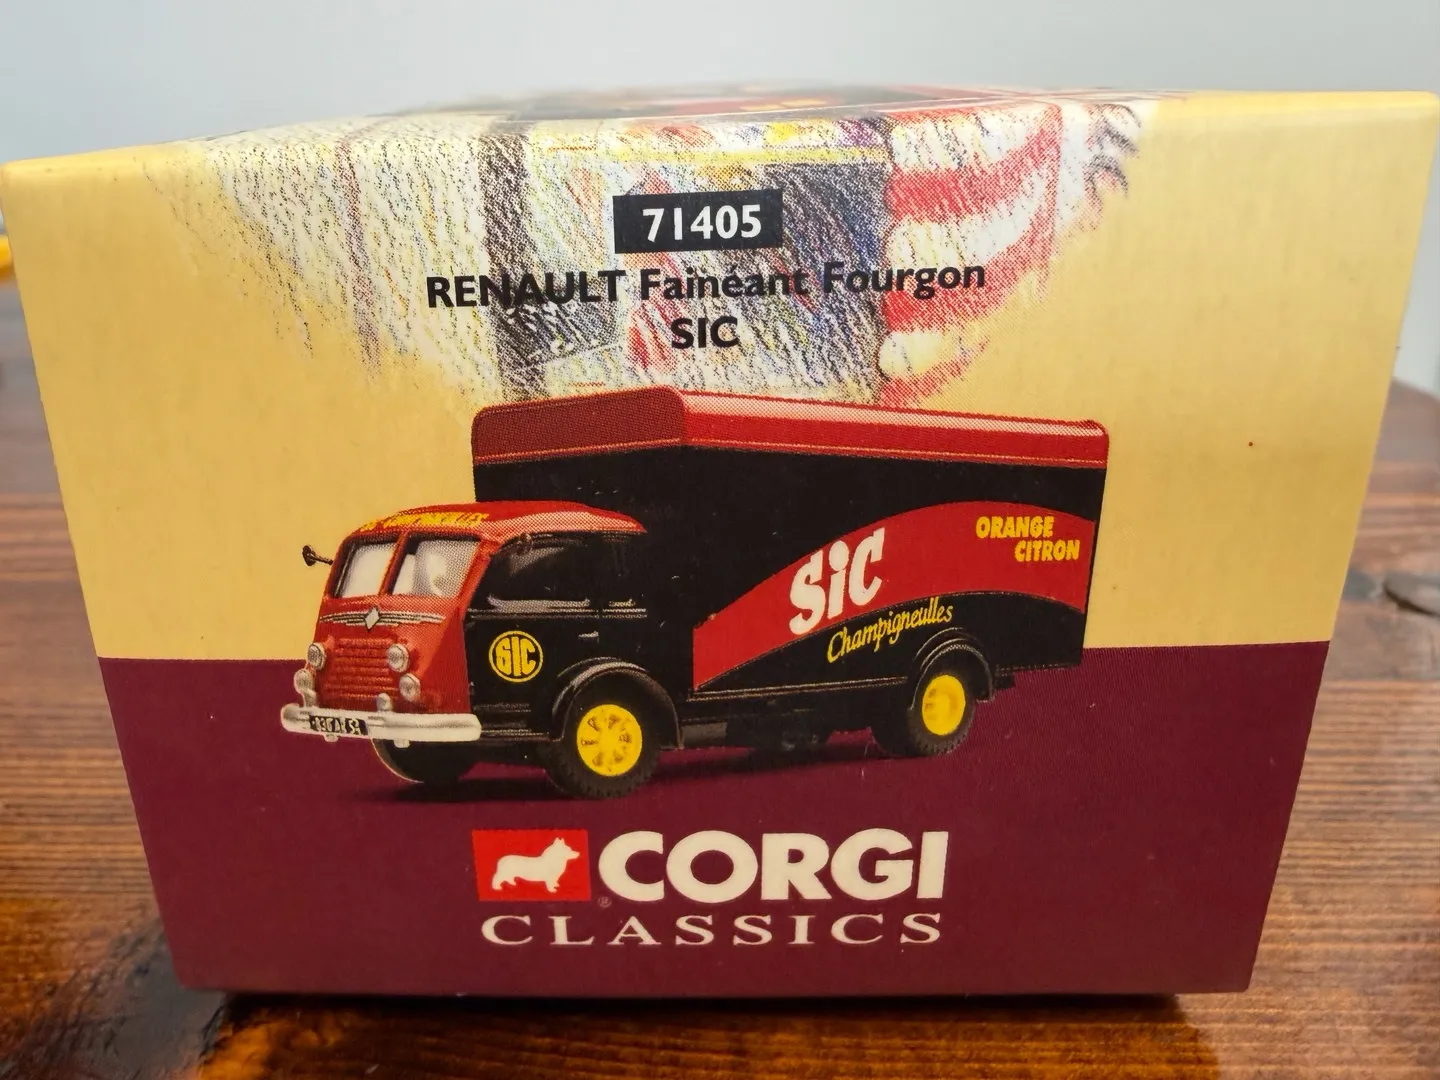 71405
RENAULT Fainéant Fourgon
SIC
ORANGE
CITRON
SiC
Champigneulles
SIC
CORGI
®
CLASSICS